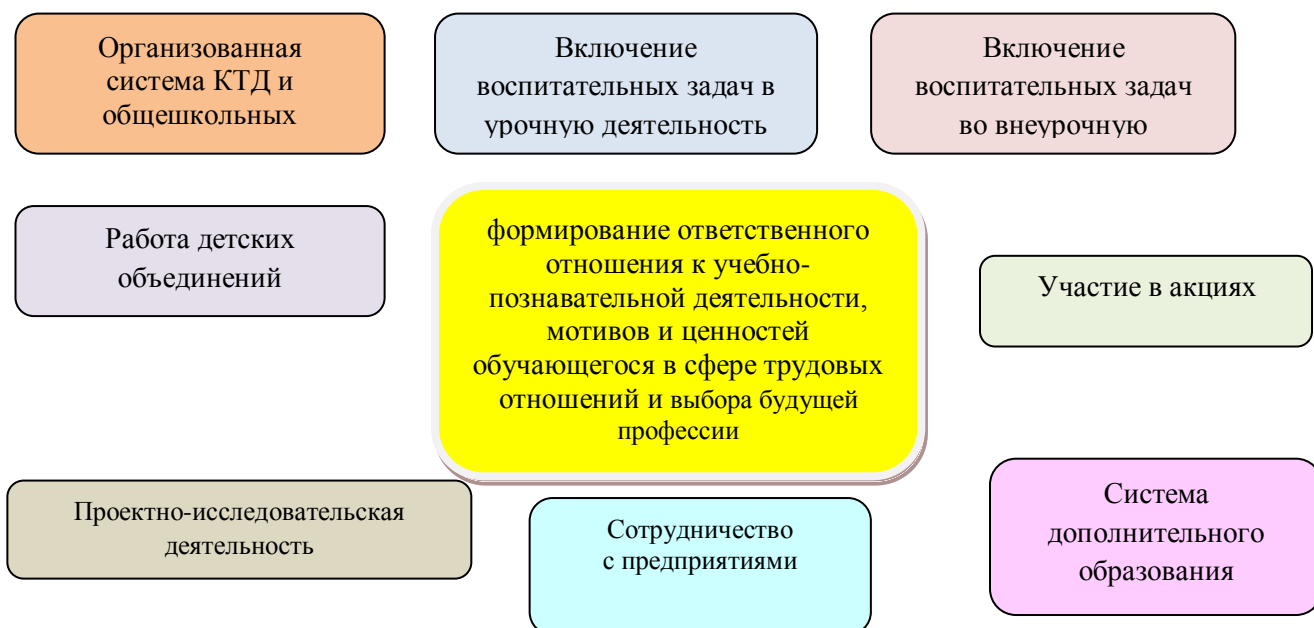 Организованная
система КТД и
общешкольных
Включение
воспитательных задач в
урочную деятельность
Включение
воспитательных задач
во внеурочную
Работа детских
объединений
формирование ответственного
отношения к учебно-
познавательной деятельности,
мотивов и ценностей
обучающегося в сфере трудовых
отношений и выбора будущей
профессии
Участие в акциях
Проектно-исследовательская
деятельность
Сотрудничество
с предприятиями
Система
дополнительного
образования